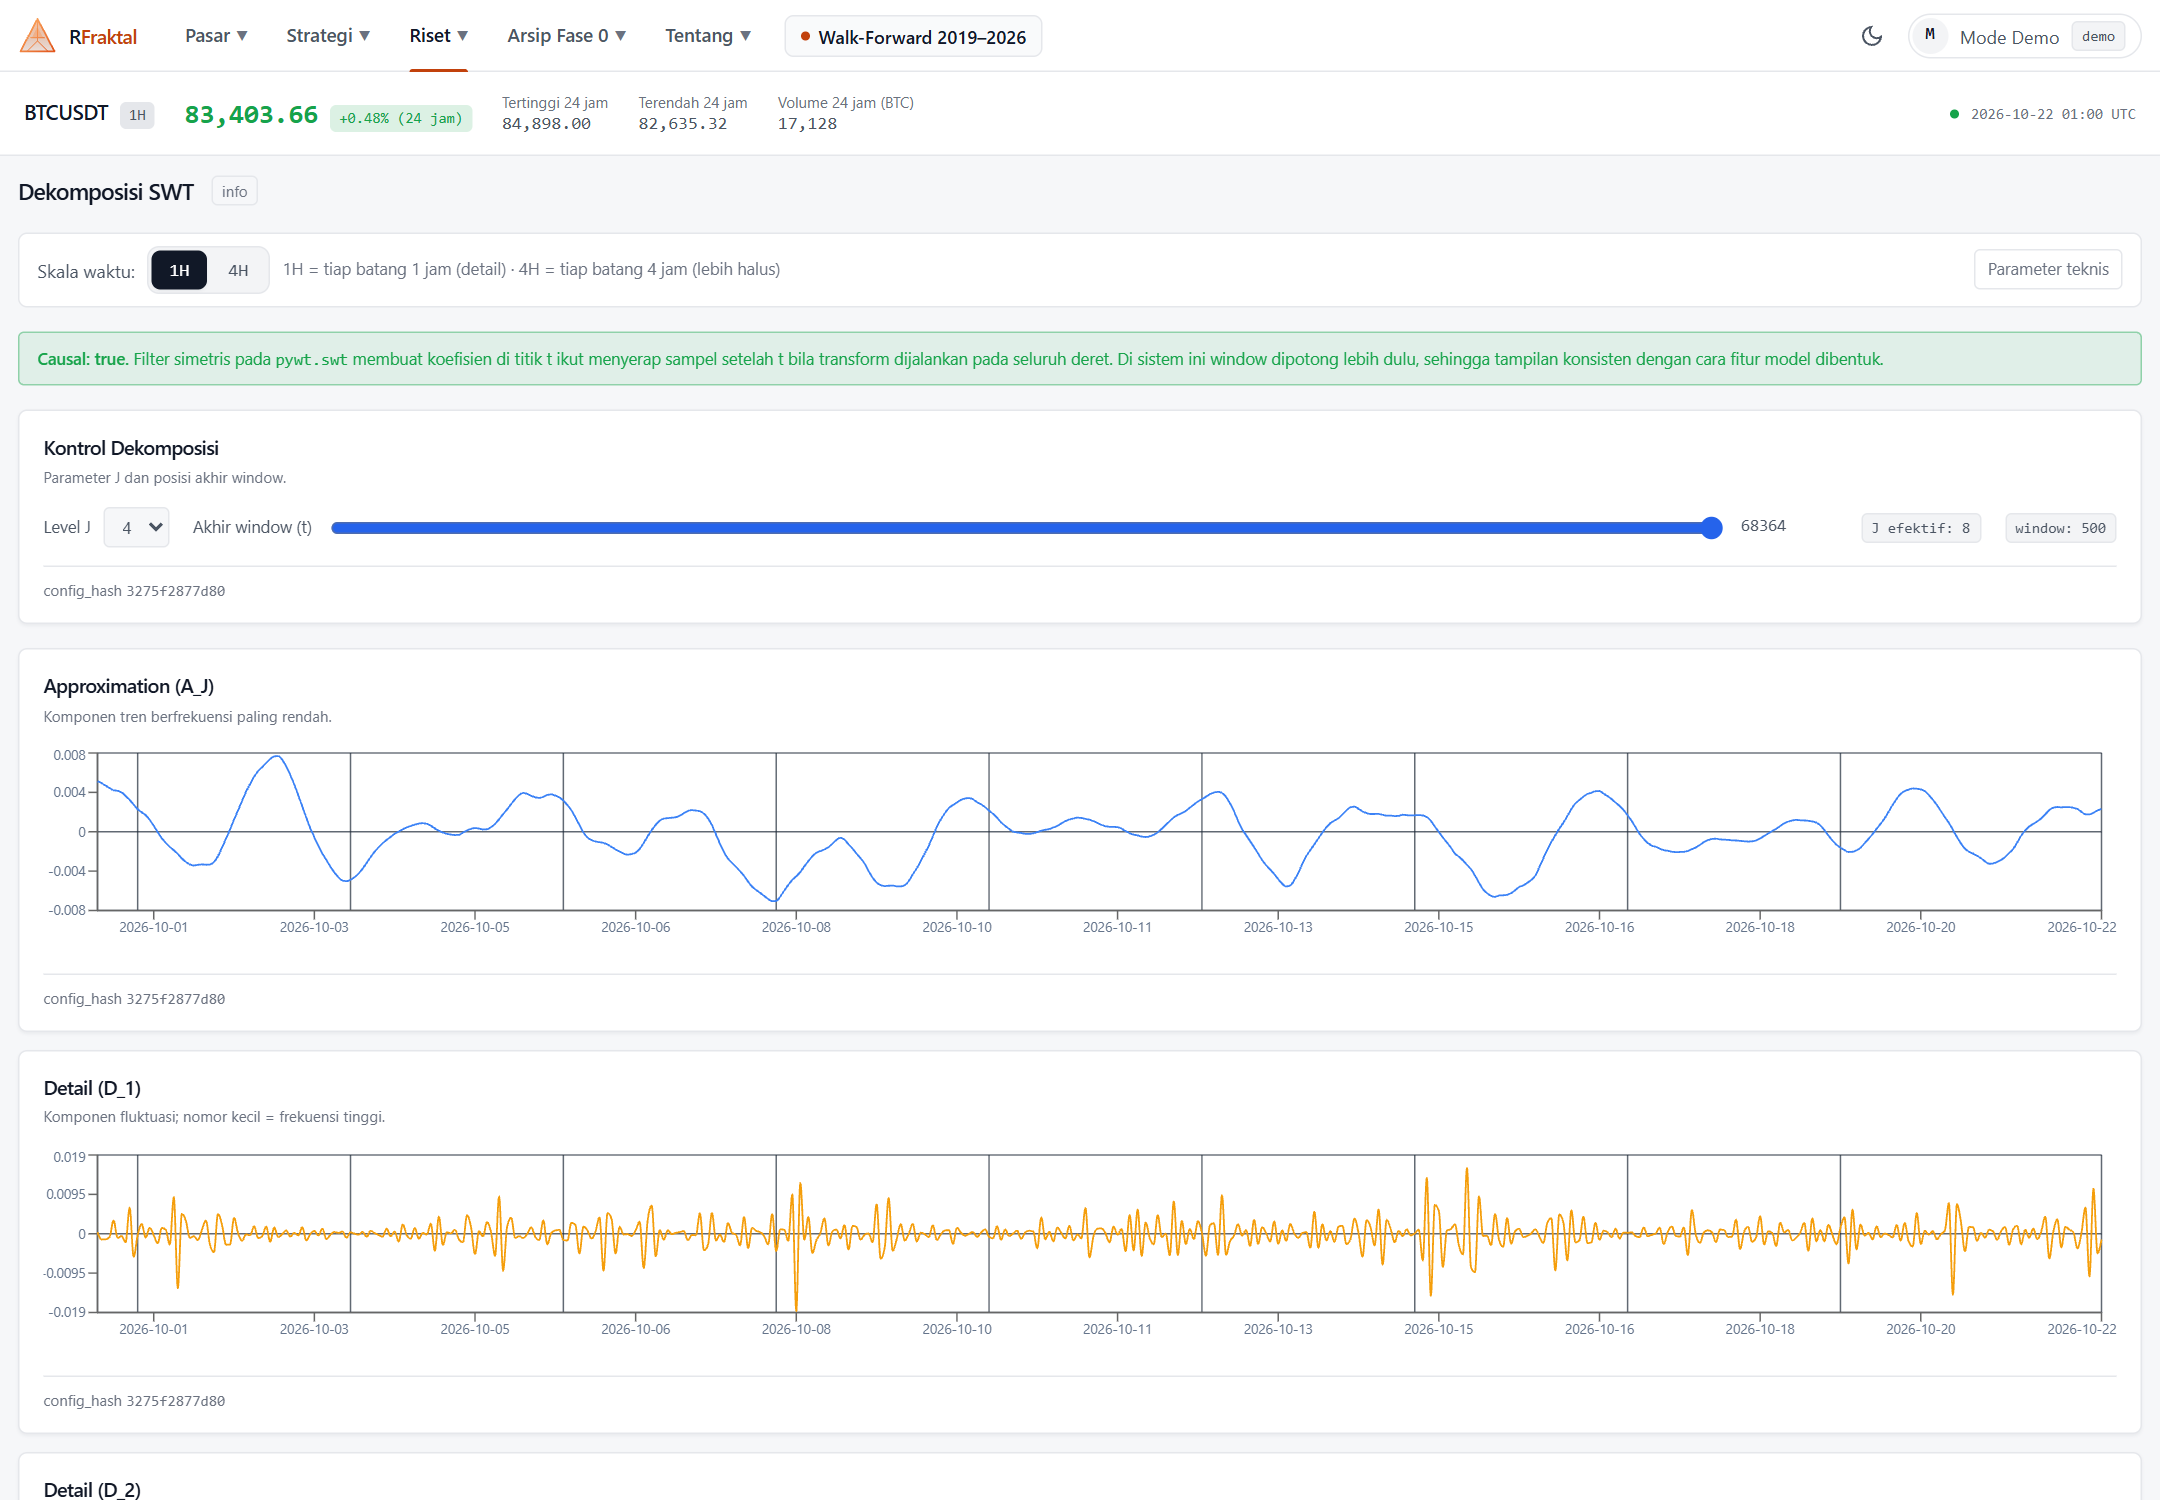 RFraktal
Pasar ▼
Strategi ▼
Riset ▼
Arsip Fase 0 ▼
Tentang ▼
Walk-Forward 2019–2026
M
Mode Demo
demo
BTCUSDT
1H
83,403.66
+0.48% (24 jam)
Tertinggi 24 jam
84,898.00
Terendah 24 jam
82,635.32
Volume 24 jam (BTC)
17,128
2026-10-22 01:00 UTC
Dekomposisi SWT
info
Skala waktu:
1H
4H
1H = tiap batang 1 jam (detail) · 4H = tiap batang 4 jam (lebih halus)
Parameter teknis
Causal: true. Filter simetris pada pywt.swt membuat koefisien di titik t ikut menyerap sampel setelah t bila transform dijalankan pada seluruh deret. Di sistem ini window dipotong lebih dulu, sehingga tampilan konsisten dengan cara fitur model dibentuk.
Kontrol Dekomposisi
Parameter J dan posisi akhir window.
Level J
4
Akhir window (t)
68364
J efektif: 8
window: 500
config_hash 3275f2877d80
Approximation (A_J)
Komponen tren berfrekuensi paling rendah.
0.008
0.004
0
-0.004
-0.008
2026-10-01
2026-10-03
2026-10-05
2026-10-06
2026-10-08
2026-10-10
2026-10-11
2026-10-13
2026-10-15
2026-10-16
2026-10-18
2026-10-20
2026-10-22
config_hash 3275f2877d80
Detail (D_1)
Komponen fluktuasi; nomor kecil = frekuensi tinggi.
0.019
0.0095
0
-0.0095
-0.019
2026-10-01
2026-10-03
2026-10-05
2026-10-06
2026-10-08
2026-10-10
2026-10-11
2026-10-13
2026-10-15
2026-10-16
2026-10-18
2026-10-20
2026-10-22
config_hash 3275f2877d80
Detail (D_2)